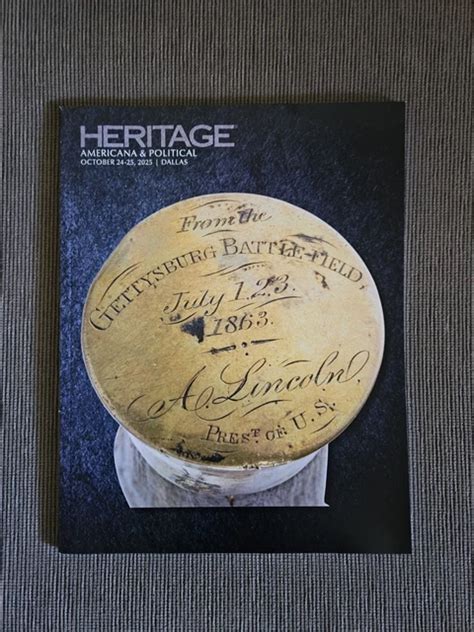 HERITAGE
AMERICANA & POLITICAL
OCTOBER 24-25, 2025 | DALLAS
From the
GETTYSBURG BATTLE-FIELD,
July 1.2.3.
1863.
A. Lincoln.
PREST OF U.S.